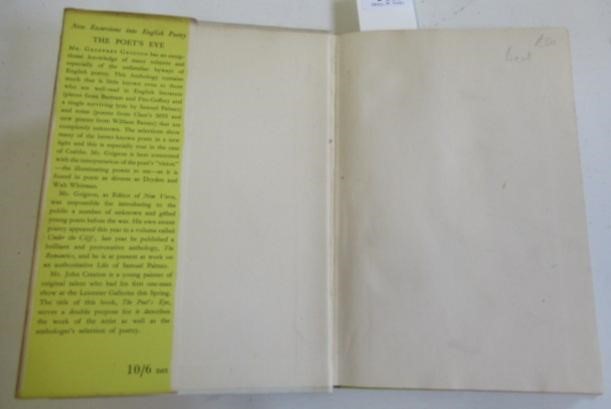 New Excursions into English Poetry
THE POET'S EYE
MR. GEOFFREY GRIGSON has an exceptional
knowledge of many subjects and
especially of the unfamiliar byways of
English poetry. This Anthology contains
much that is little known even to those
who are well-read in English literature
(pieces from Bartram and Fitz-Geffrey and
a single surviving lyric by Samuel Palmer)
and some (poems from Clare's MSS and
new poems from William Barnes) that are
completely unknown. The selections show
many of the better-known poets in a new
light and this is especially true in the case
of Crabbe. Mr. Grigson is here concerned
with the interpretation of the poet's "vision"
—the illuminating points to see—as it is
found in poets as diverse as Dryden and
Walt Whitman.
Mr. Grigson, as Editor of New Verse,
was responsible for introducing to the
public a number of unknown and gifted
young poets before the war. His own recent
poetry appeared this year in a volume called
Under the Cliff, last year he published a
brilliant and provocative anthology, The
Romantics, and he is at present at work on
an authoritative Life of Samuel Palmer.
Mr. John Craxton is a young painter of
original talent who had his first one-man
show at the Leicester Galleries this Spring.
The title of this book, The Poet's Eye,
serves a double purpose for it describes
the work of the artist as well as the
anthologer's selection of poetry.
10/6 net